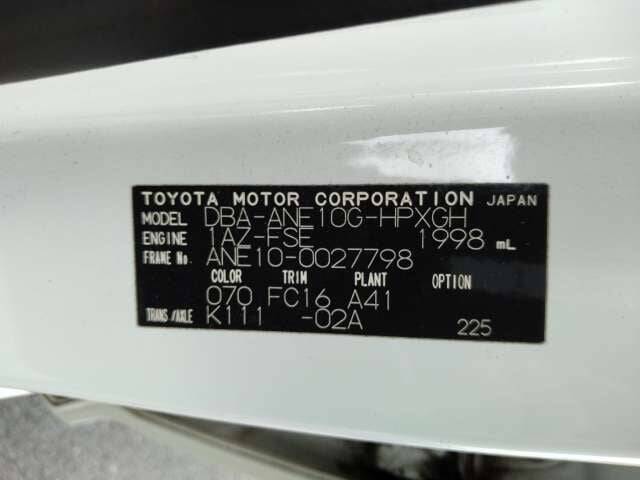 TOYOTA MOTOR CORPORATION JAPAN
MODEL DBA-ANE10G-HPXGH
ENGINE 1AZ-FSE 1998 mL
FRAME No. ANE10-0027798
COLOR TRIM PLANT OPTION
070 FC16 A41
TRANS/AXLE K111 -02A 225